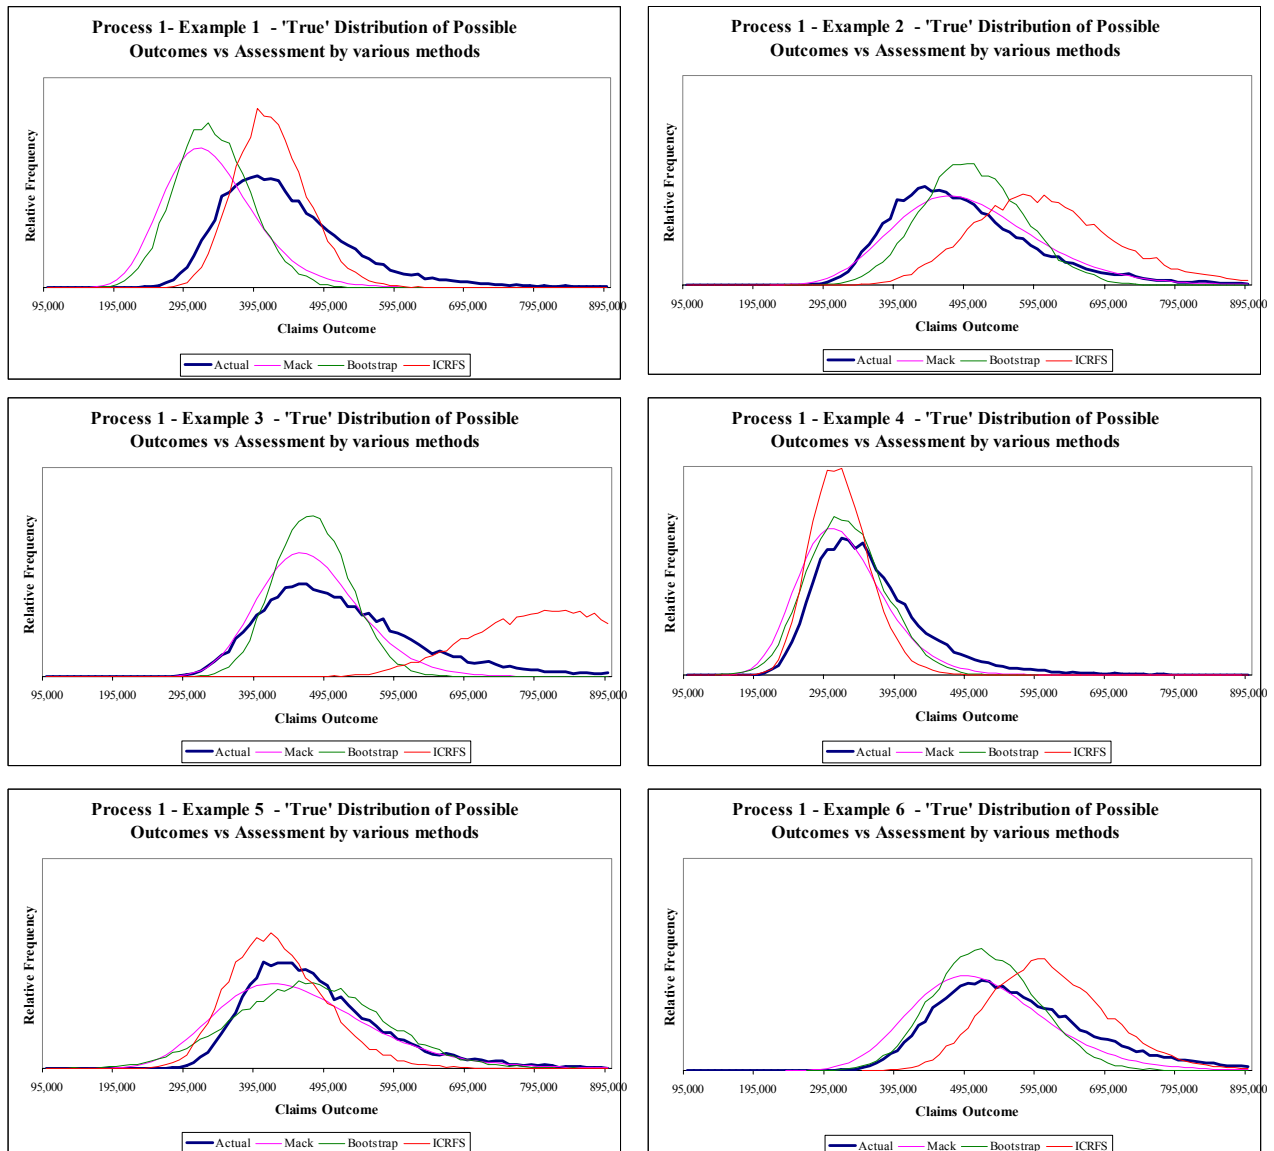 Process 1- Example 1 - 'True' Distribution of Possible
Outcomes vs Assessment by various methods
Relative Frequency
95,000 195,000 295,000 395,000 495,000 595,000 695,000 795,000 895,000
Claims Outcome
Actual Mack Bootstrap ICRFS
Process 1 - Example 2 - 'True' Distribution of Possible
Outcomes vs Assessment by various methods
Relative Frequency
95,000 195,000 295,000 395,000 495,000 595,000 695,000 795,000 895,000
Claims Outcome
Actual Mack Bootstrap ICRFS
Process 1 - Example 3 - 'True' Distribution of Possible
Outcomes vs Assessment by various methods
Relative Frequency
95,000 195,000 295,000 395,000 495,000 595,000 695,000 795,000 895,000
Claims Outcome
Actual Mack Bootstrap ICRFS
Process 1 - Example 4 - 'True' Distribution of Possible
Outcomes vs Assessment by various methods
Relative Frequency
95,000 195,000 295,000 395,000 495,000 595,000 695,000 795,000 895,000
Claims Outcome
Actual Mack Bootstrap ICRFS
Process 1 - Example 5 - 'True' Distribution of Possible
Outcomes vs Assessment by various methods
Relative Frequency
95,000 195,000 295,000 395,000 495,000 595,000 695,000 795,000 895,000
Claims Outcome
Actual Mack Bootstrap ICRFS
Process 1 - Example 6 - 'True' Distribution of Possible
Outcomes vs Assessment by various methods
Relative Frequency
95,000 195,000 295,000 395,000 495,000 595,000 695,000 795,000 895,000
Claims Outcome
Actual Mack Bootstrap ICRFS